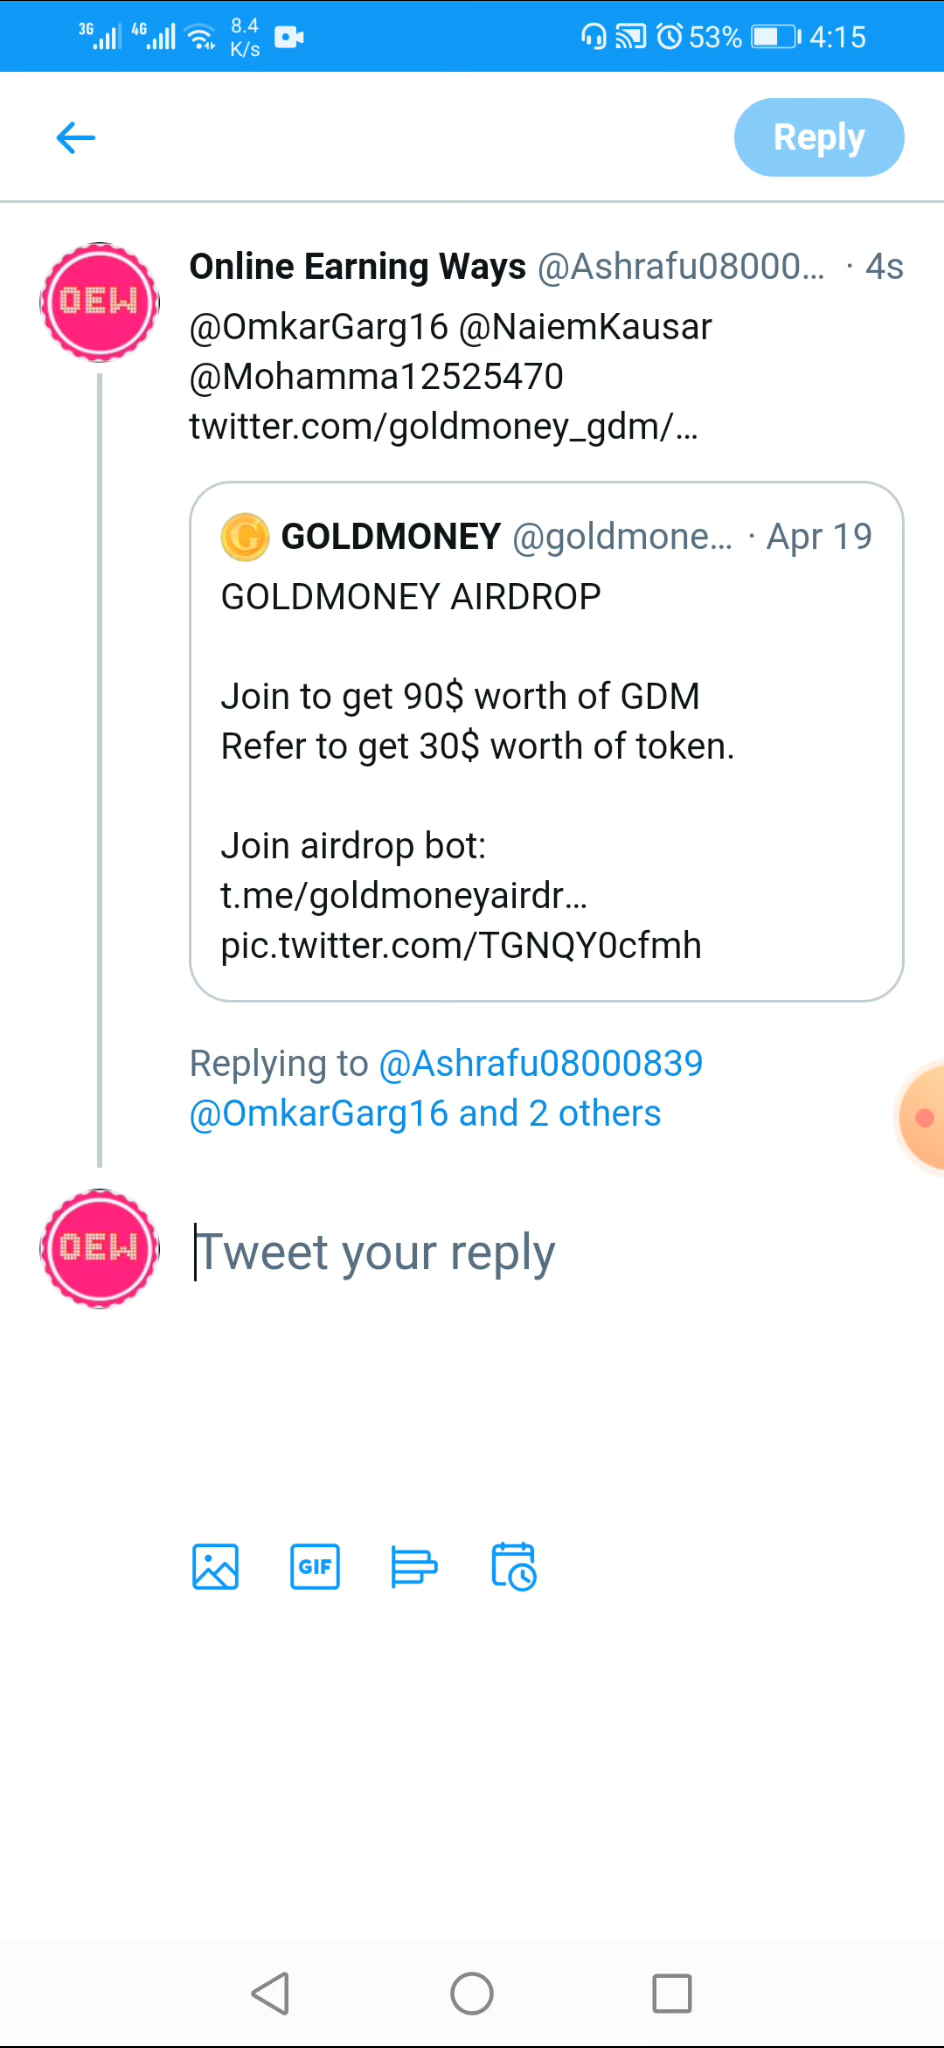 3G 4G 8.4 K/s 53% 4:15
Reply
OEW
Online Earning Ways @Ashrafu08000... · 4s
@OmkarGarg16 @NaiemKausar
@Mohamma12525470
twitter.com/goldmoney_gdm/...
G GOLDMONEY @goldmone... · Apr 19
GOLDMONEY AIRDROP
Join to get 90$ worth of GDM
Refer to get 30$ worth of token.
Join airdrop bot:
t.me/goldmoneyairdr...
pic.twitter.com/TGNQY0cfmh
Replying to @Ashrafu08000839
@OmkarGarg16 and 2 others
OEW
Tweet your reply
GIF